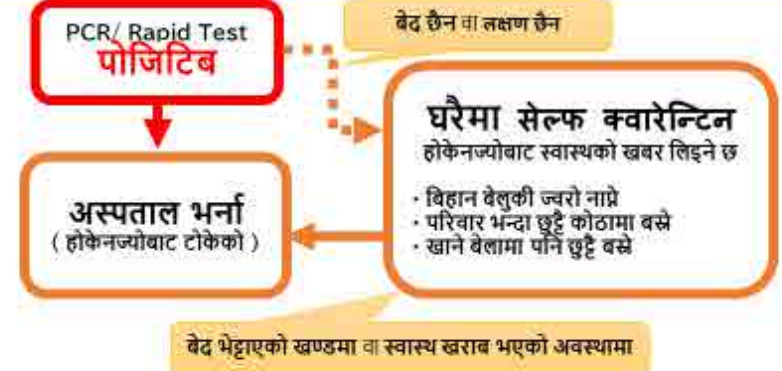 PCR/ Rapid Test
पोजिटिब
बेद छैन वा लक्षण छैन
घरैमा सेल्फ क्वारेन्टिन
होकेनज्योबाट स्वास्थको खबर लिइने छ
· बिहान बेलुकी ज्वरो नाप्ने
· परिवार भन्दा छुट्टै कोठामा बस्ने
· खाने बेलामा पनि छुट्टै बस्ने
अस्पताल भर्ना
( होकेनज्योबाट टोकेको )
बेद भेट्टाएको खण्डमा वा स्वास्थ खराब भएको अवस्थामा